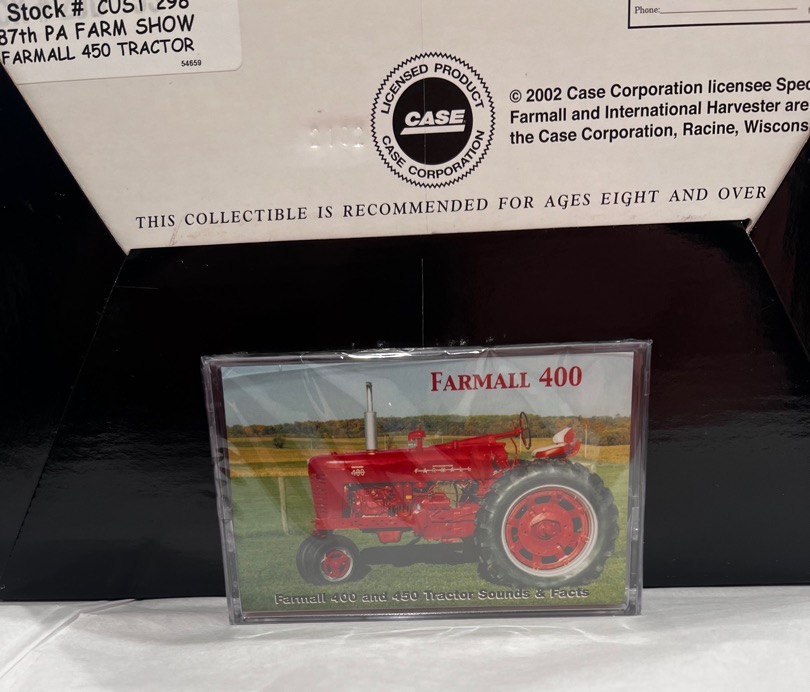 Stock # CUST 298
87th PA FARM SHOW
FARMALL 450 TRACTOR
54659
Phone:
LICENSED PRODUCT
CASE
CASE CORPORATION
© 2002 Case Corporation licensee
Farmall and International Harvester are
the Case Corporation, Racine,
THIS COLLECTIBLE IS RECOMMENDED FOR AGES EIGHT AND OVER
FARMALL 400
400
FARMALL
Farmall 400 and 450 Tractor Sounds & Facts